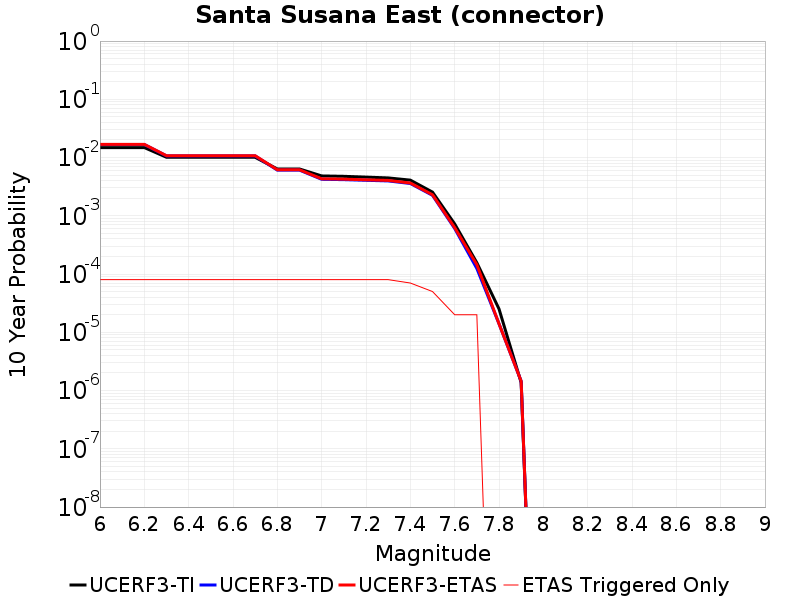 Santa Susana East (connector)
10^0
10^-1
10^-2
10^-3
10^-4
10^-5
10^-6
10^-7
10^-8
10 Year Probability
6 6.2 6.4 6.6 6.8 7 7.2 7.4 7.6 7.8 8 8.2 8.4 8.6 8.8 9
Magnitude
UCERF3-TI UCERF3-TD UCERF3-ETAS ETAS Triggered Only